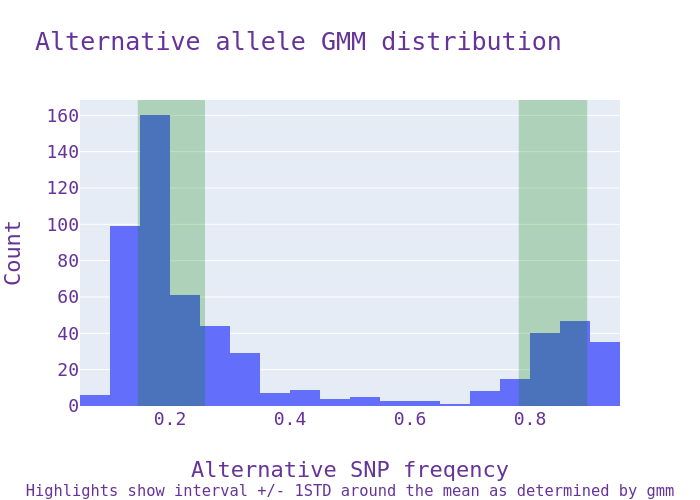 Alternative allele GMM distribution
160
140
120
100
80
60
40
20
0
Count
0.2 0.4 0.6 0.8
Alternative SNP freqency
Highlights show interval +/- 1STD around the mean as determined by gmm